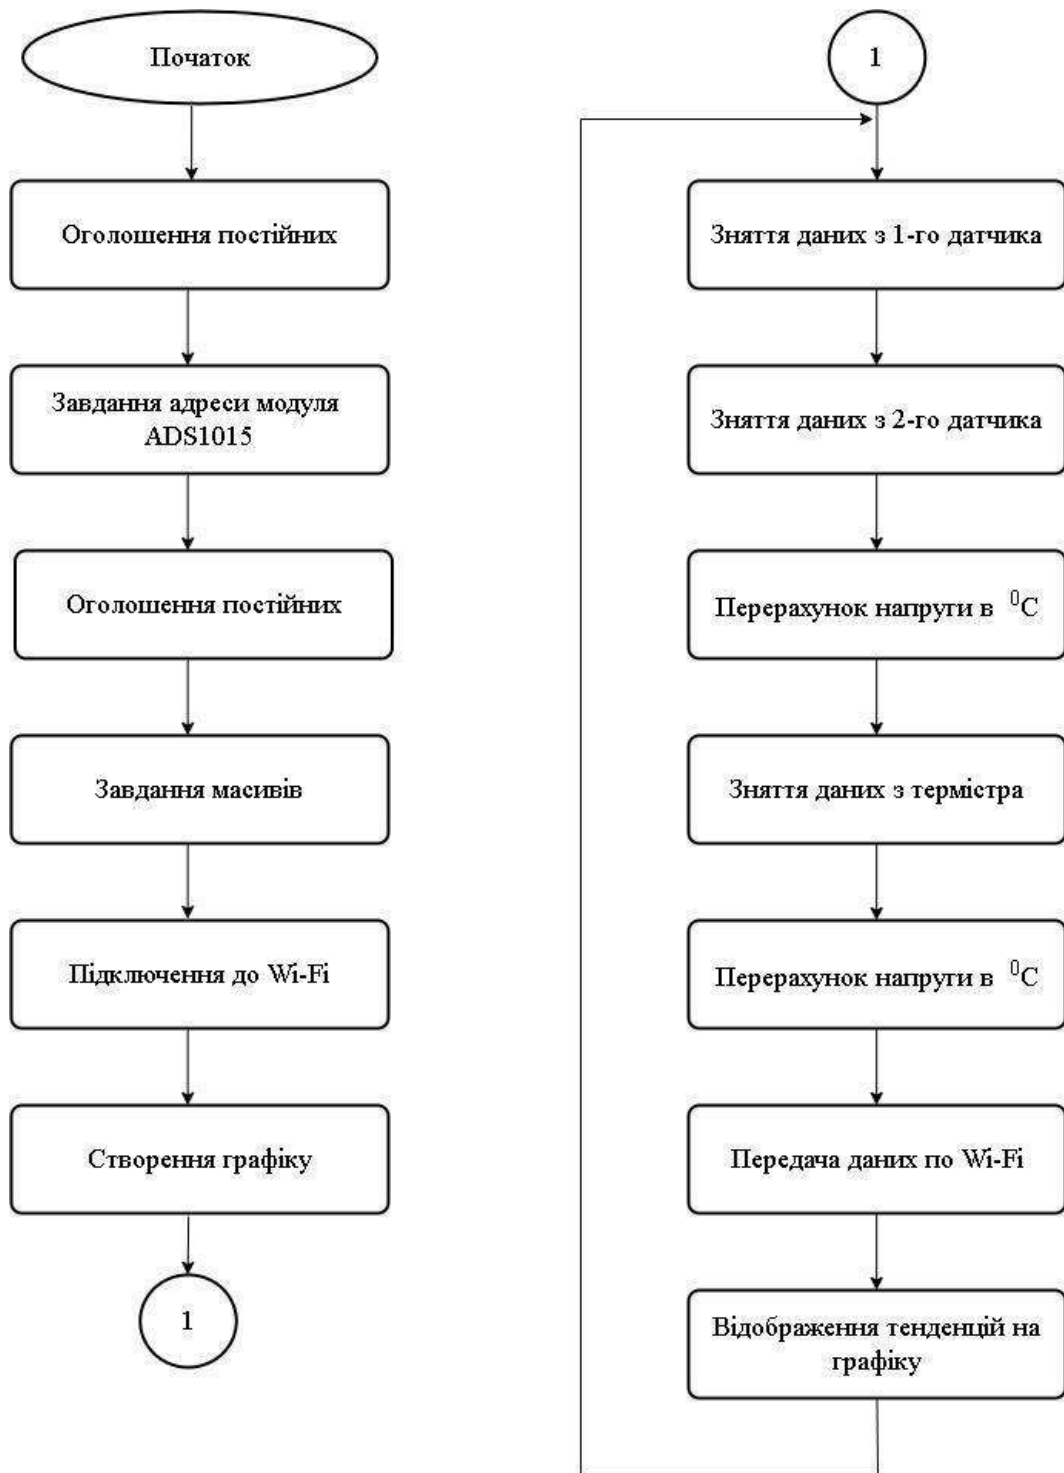 Початок
Оголошення постійних
Завдання адреси модуля
ADS1015
Оголошення постійних
Завдання масивів
Підключення до Wi-Fi
Створення графіку
1
1
Зняття даних з 1-го датчика
Зняття даних з 2-го датчика
Перерахунок напруги в ⁰C
Зняття даних з термістра
Перерахунок напруги в ⁰C
Передача даних по Wi-Fi
Відображення тенденцій на
графіку